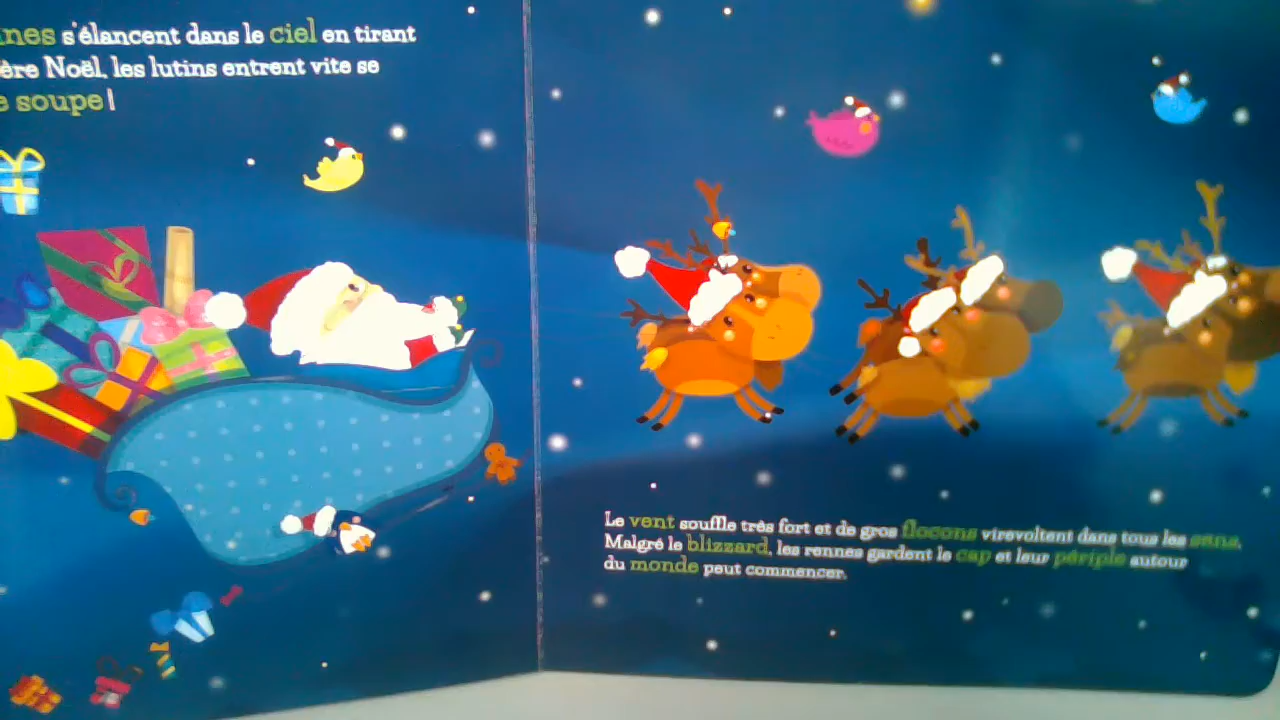 s'élancent dans le ciel en tirant
Noël, les lutins entrent vite se
soupe !
Le vent souffle très fort et de gros flocons virevoltent dans tous les sens.
Malgré le blizzard, les rennes gardent le cap et leur périple autour
du monde peut commencer.